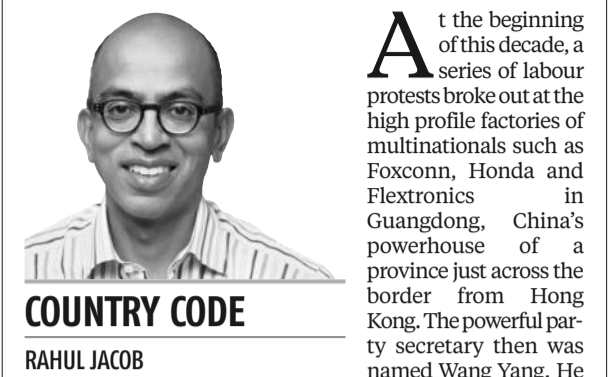 COUNTRY CODE
RAHUL JACOB
At the beginning
of this decade, a
series of labour
protests broke out at the
high profile factories of
multinationals such as
Foxconn, Honda and
Flextronics in
Guangdong, China's
powerhouse of a
province just across the
border from Hong
Kong. The powerful par-
ty secretary then was
named Wang Yang. He